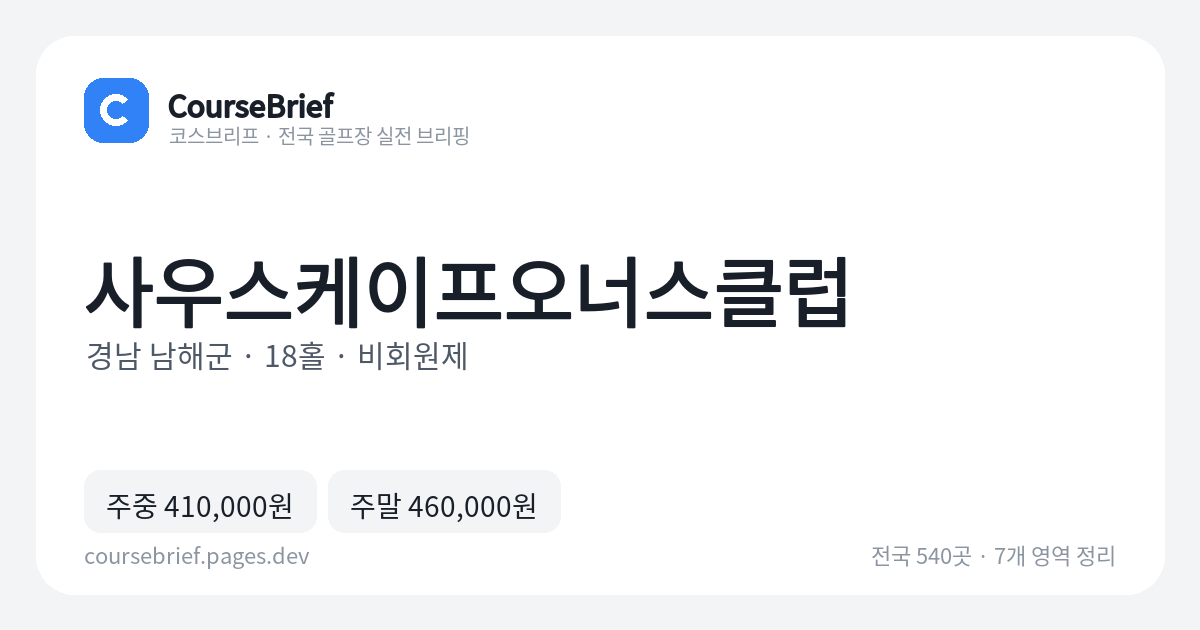 C
CourseBrief
코스브리프 · 전국 골프장 실전 브리핑
사우스케이프오너스클럽
경남 남해군 · 18홀 · 비회원제
주중 410,000원 주말 460,000원
coursebrief.pages.dev 전국 540곳 · 7개 영역 정리